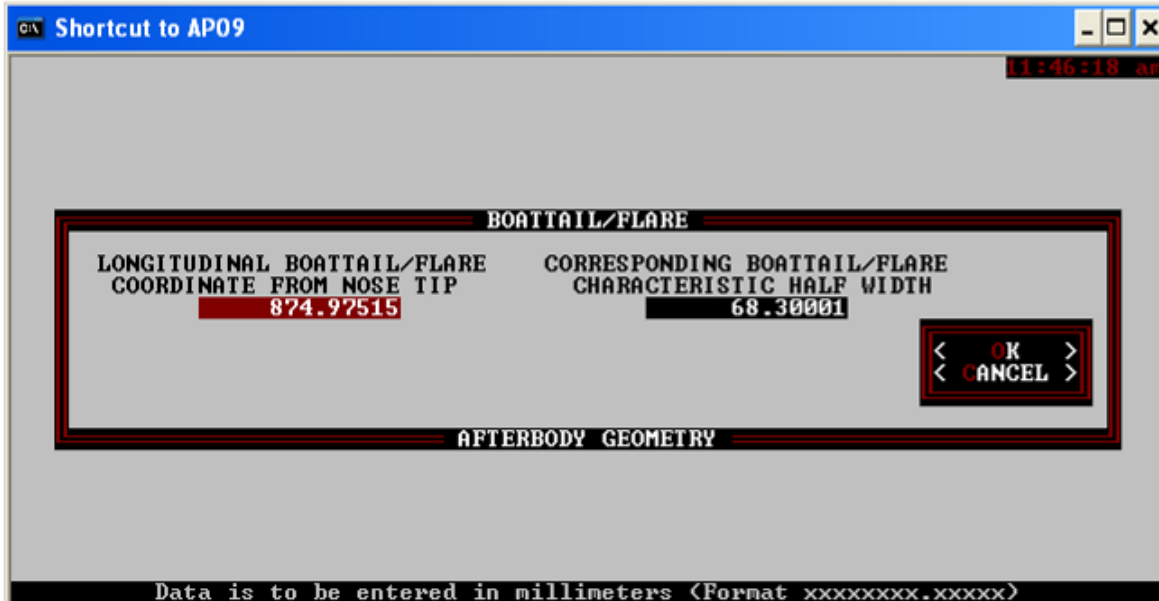 Shortcut to AP09
11:46:18 am
BOATTAIL/FLARE
LONGITUDINAL BOATTAIL/FLARE CORRESPONDING BOATTAIL/FLARE
COORDINATE FROM NOSE TIP CHARACTERISTIC HALF WIDTH
874.97515 68.30001
< OK >
< CANCEL >
AFTERBODY GEOMETRY
Data is to be entered in millimeters (Format xxxxxxxx.xxxxx)